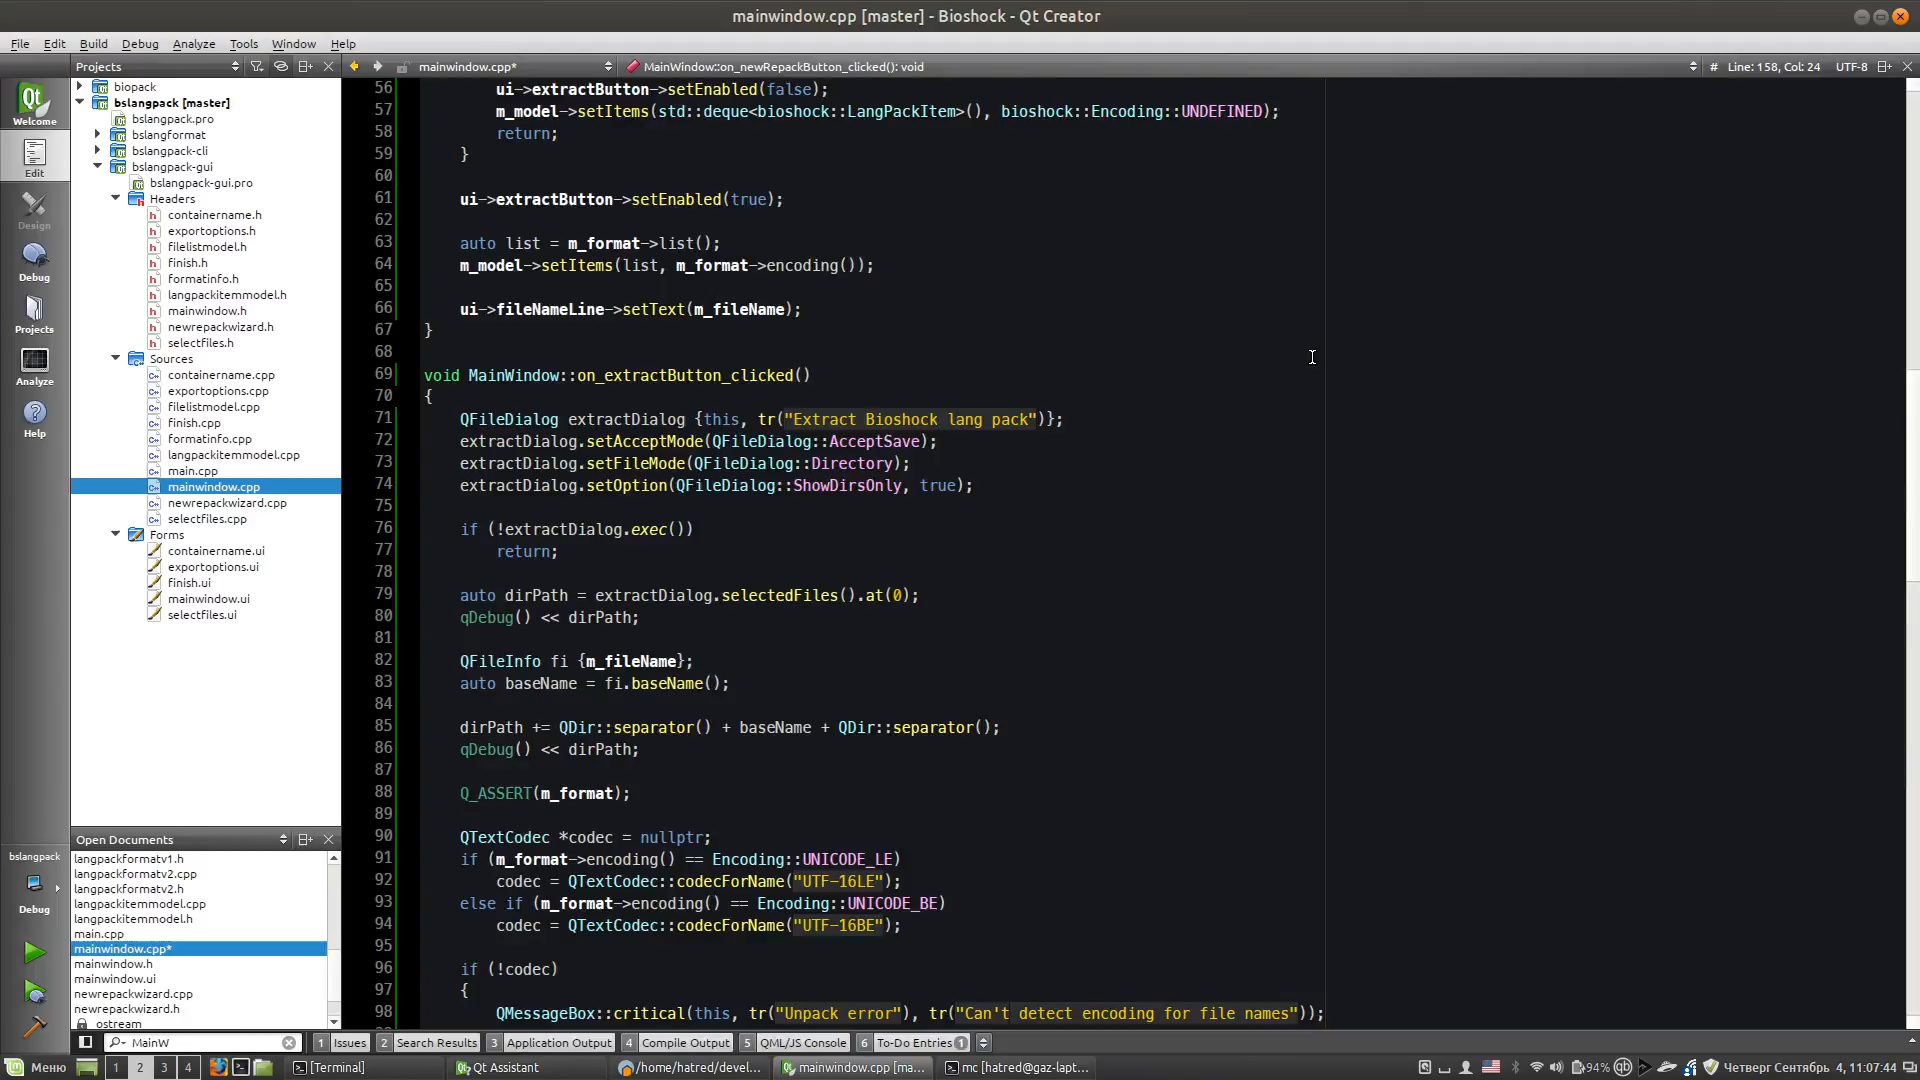 mainwindow.cpp [master] - Bioshock - Qt Creator
File Edit Build Debug Analyze Tools Window Help
Projects mainwindow.cpp* MainWindow::on_newRepackButton_clicked(): void # Line: 158, Col: 24 UTF-8
Qt
Welcome
Edit
Design
Debug
Projects
Analyze
Help
biopack
bslangpack [master]
bslangpack.pro
bslangformat
bslangpack-cli
bslangpack-gui
bslangpack-gui.pro
Headers
containername.h
exportoptions.h
filelistmodel.h
finish.h
formatinfo.h
langpackitemmodel.h
mainwindow.h
newrepackwizard.h
selectfiles.h
Sources
containername.cpp
exportoptions.cpp
filelistmodel.cpp
finish.cpp
formatinfo.cpp
langpackitemmodel.cpp
main.cpp
mainwindow.cpp
newrepackwizard.cpp
selectfiles.cpp
Forms
containername.ui
exportoptions.ui
finish.ui
mainwindow.ui
selectfiles.ui
Open Documents
langpackformatv1.h
langpackformatv2.cpp
langpackformatv2.h
langpackitemmodel.cpp
langpackitemmodel.h
main.cpp
mainwindow.cpp*
mainwindow.h
mainwindow.ui
newrepackwizard.cpp
newrepackwizard.h
ostream
bslangpack
Debug
56 ui->extractButton->setEnabled(false);
57 m_model->setItems(std::deque<bioshock::LangPackItem>(), bioshock::Encoding::UNDEFINED);
58 return;
59 }
60
61 ui->extractButton->setEnabled(true);
62
63 auto list = m_format->list();
64 m_model->setItems(list, m_format->encoding());
65
66 ui->fileNameLine->setText(m_fileName);
67 }
68
69 void MainWindow::on_extractButton_clicked()
70 {
71 QFileDialog extractDialog {this, tr("Extract Bioshock lang pack")};
72 extractDialog.setAcceptMode(QFileDialog::AcceptSave);
73 extractDialog.setFileMode(QFileDialog::Directory);
74 extractDialog.setOption(QFileDialog::ShowDirsOnly, true);
75
76 if (!extractDialog.exec())
77 return;
78
79 auto dirPath = extractDialog.selectedFiles().at(0);
80 qDebug() << dirPath;
81
82 QFileInfo fi {m_fileName};
83 auto baseName = fi.baseName();
84
85 dirPath += QDir::separator() + baseName + QDir::separator();
86 qDebug() << dirPath;
87
88 Q_ASSERT(m_format);
89
90 QTextCodec *codec = nullptr;
91 if (m_format->encoding() == Encoding::UNICODE_LE)
92 codec = QTextCodec::codecForName("UTF-16LE");
93 else if (m_format->encoding() == Encoding::UNICODE_BE)
94 codec = QTextCodec::codecForName("UTF-16BE");
95
96 if (!codec)
97 {
98 QMessageBox::critical(this, tr("Unpack error"), tr("Can't detect encoding for file names"));
MainW 1 Issues 2 Search Results 3 Application Output 4 Compile Output 5 QML/JS Console 6 To-Do Entries 1
Меню 1 2 3 4 [Terminal] Qt Assistant /home/hatred/devel... mainwindow.cpp [ma... mc [hatred@gaz-lapt... 94% Четверг Сентябрь 4, 11:07:44